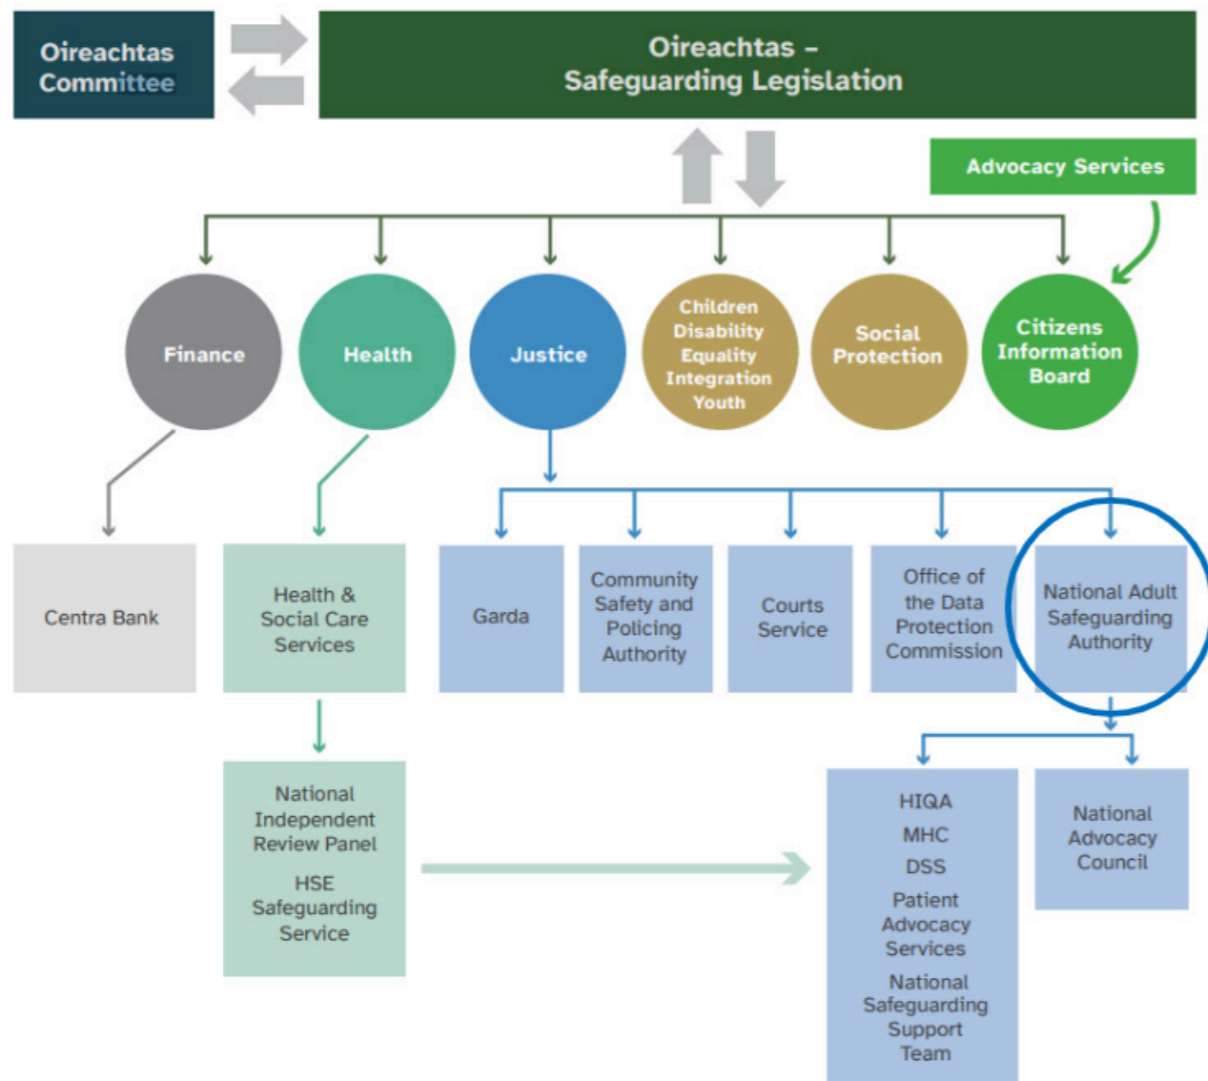 Oireachtas
Committee
Oireachtas –
Safeguarding Legislation
Advocacy Services
Finance
Health
Justice
Children
Disability
Equality
Integration
Youth
Social
Protection
Citizens
Information
Board
Centra Bank
Health &
Social Care
Services
Garda
Community
Safety and
Policing
Authority
Courts
Service
Office of
the Data
Protection
Commission
National Adult
Safeguarding
Authority
National
Independent
Review Panel
HSE
Safeguarding
Service
HIQA
MHC
DSS
Patient
Advocacy
Services
National
Safeguarding
Support
Team
National
Advocacy
Council